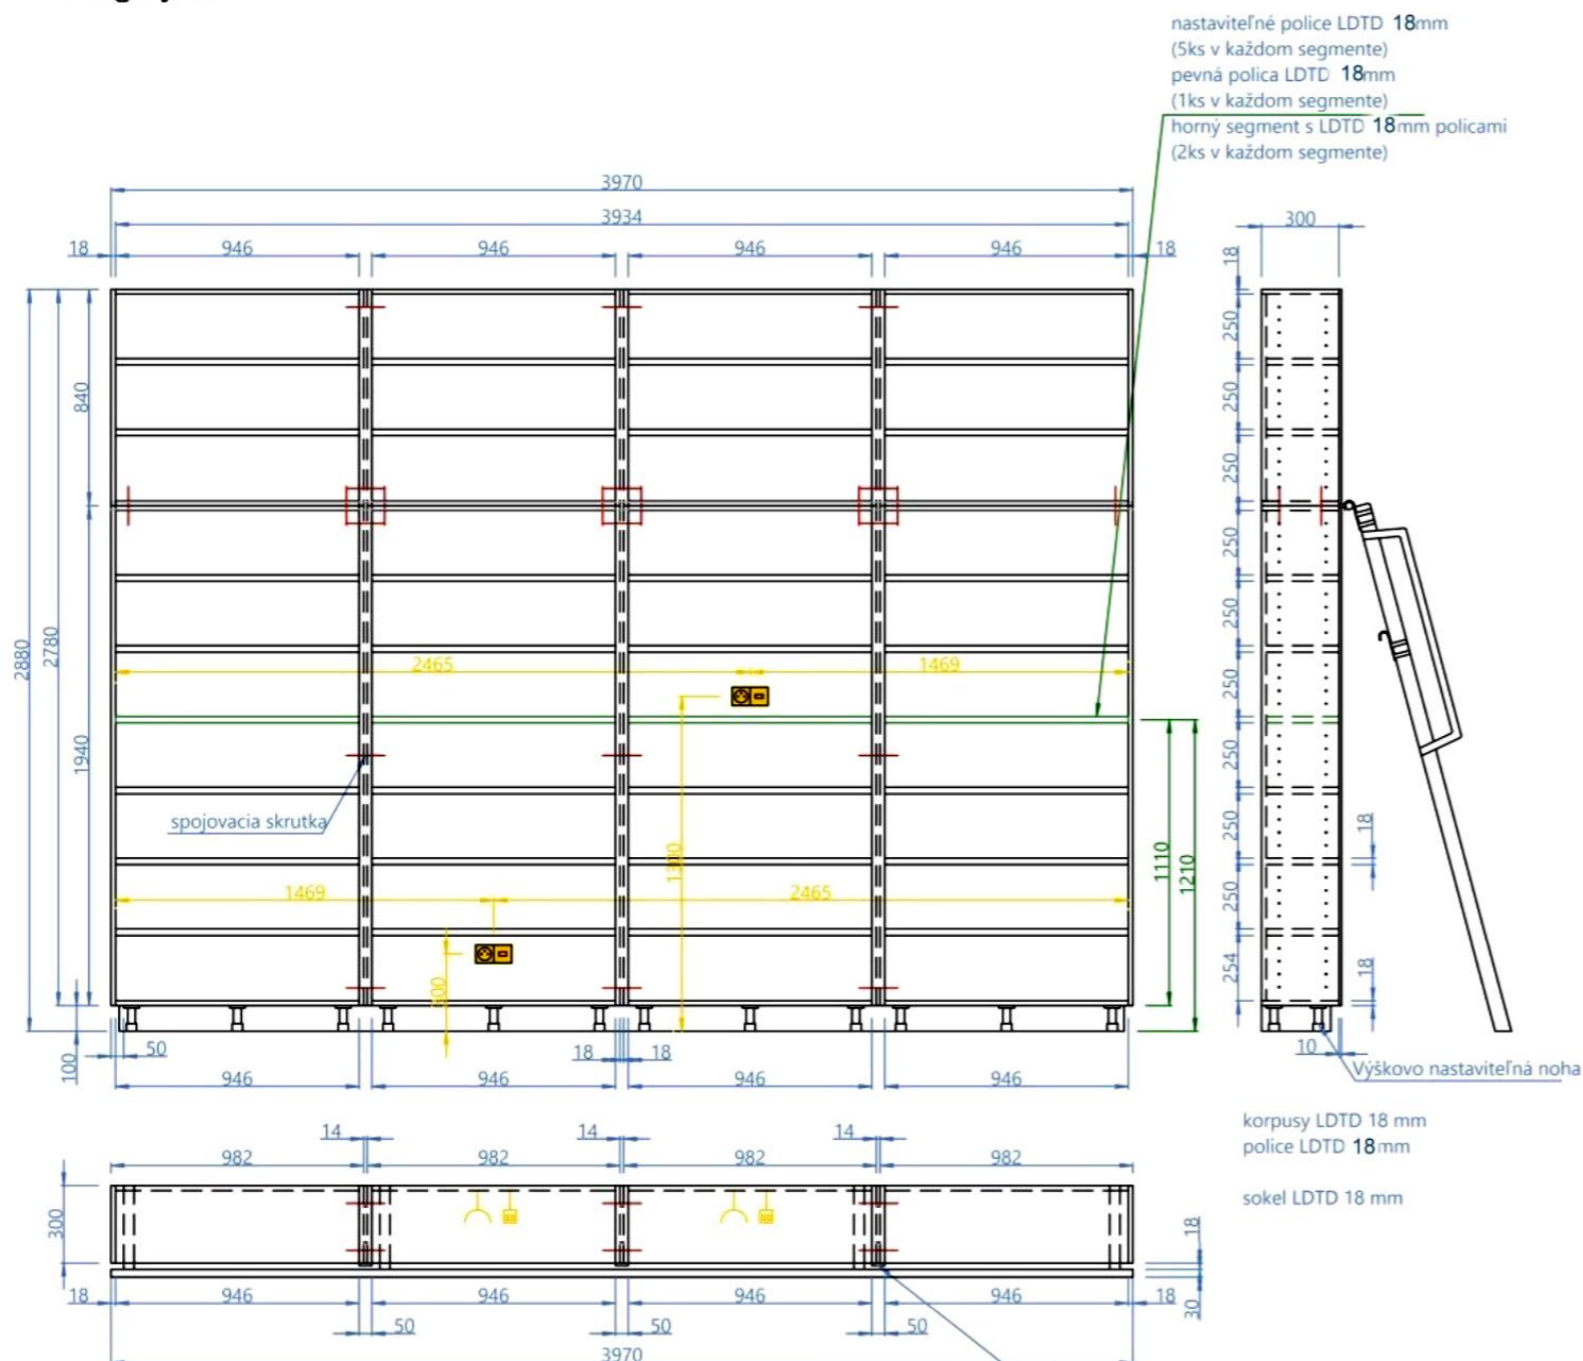 nastaviteľné police LDTD 18mm
(5ks v každom segmente)
pevná polica LDTD 18mm
(1ks v každom segmente)
horný segment s LDTD 18mm policami
(2ks v každom segmente)
3970
3934
18 946 946 946 946 18
300
18
250
250
250
250
250
250
250
250
250
254
18
18
840
2880
2780
1940
2465 1469
spojovacia skrutka
1300
1110
1210
1469 2465
100
50
18 18
946 946 946 946
10
Výškovo nastaviteľná noha
korpusy LDTD 18 mm
police LDTD 18mm
sokel LDTD 18 mm
14 14 14
982 982 982 982
300
18
30
18 946 946 946 946 18
50 50 50
3970